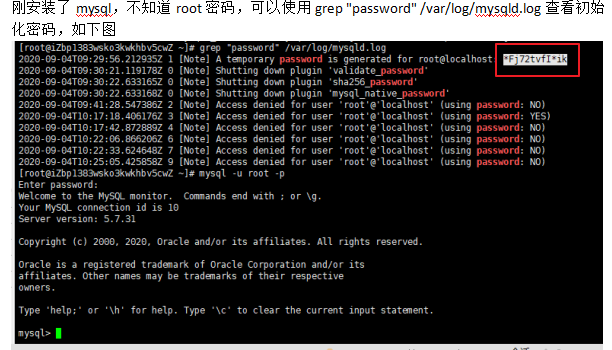 刚安装了 mysql，不知道 root 密码，可以使用 grep "password" /var/log/mysqld.log 查看初始
化密码，如下
[root@iZbp1383wsko3kwkhbv5cwZ ~]# grep "password" /var/log/mysqld.log
2020-09-04T09:29:56.212935Z 1 [Note] A temporary password is generated for root@localhost: *Fj72tvfI*ik
2020-09-04T09:30:21.119178Z 0 [Note] Shutting down plugin 'validate_password'
2020-09-04T09:30:22.633165Z 0 [Note] Shutting down plugin 'sha256_password'
2020-09-04T09:30:22.633168Z 0 [Note] Shutting down plugin 'mysql_native_password'
2020-09-04T09:41:28.547386Z 2 [Note] Access denied for user 'root'@'localhost' (using password: NO)
2020-09-04T10:17:18.406176Z 3 [Note] Access denied for user 'root'@'localhost' (using password: YES)
2020-09-04T10:17:42.872889Z 4 [Note] Access denied for user 'root'@'localhost' (using password: NO)
2020-09-04T10:22:06.866206Z 6 [Note] Access denied for user 'root'@'localhost' (using password: NO)
2020-09-04T10:22:33.624648Z 7 [Note] Access denied for user 'root'@'localhost' (using password: NO)
2020-09-04T10:25:05.425858Z 9 [Note] Access denied for user 'root'@'localhost' (using password: NO)
[root@iZbp1383wsko3kwkhbv5cwZ ~]# mysql -u root -p
Enter password:
Welcome to the MySQL monitor.  Commands end with ; or \g.
Your MySQL connection id is 10
Server version: 5.7.31
Copyright (c) 2000, 2020, Oracle and/or its affiliates. All rights reserved.
Oracle is a registered trademark of Oracle Corporation and/or its
affiliates. Other names may be trademarks of their respective
owners.
Type 'help;' or '\h' for help. Type '\c' to clear the current input statement.
mysql>